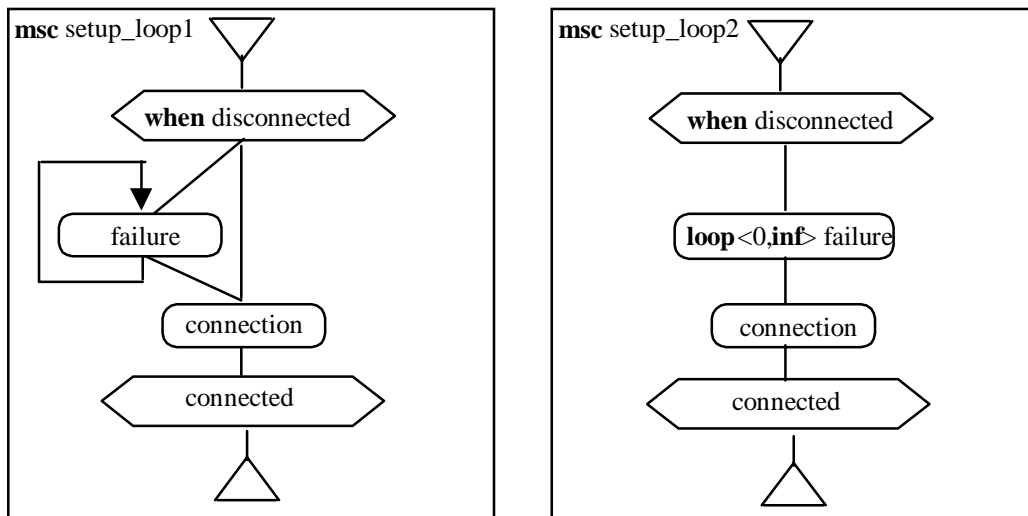 msc setup_loop1
when disconnected
failure
connection
connected
msc setup_loop2
when disconnected
loop <0,inf> failure
connection
connected